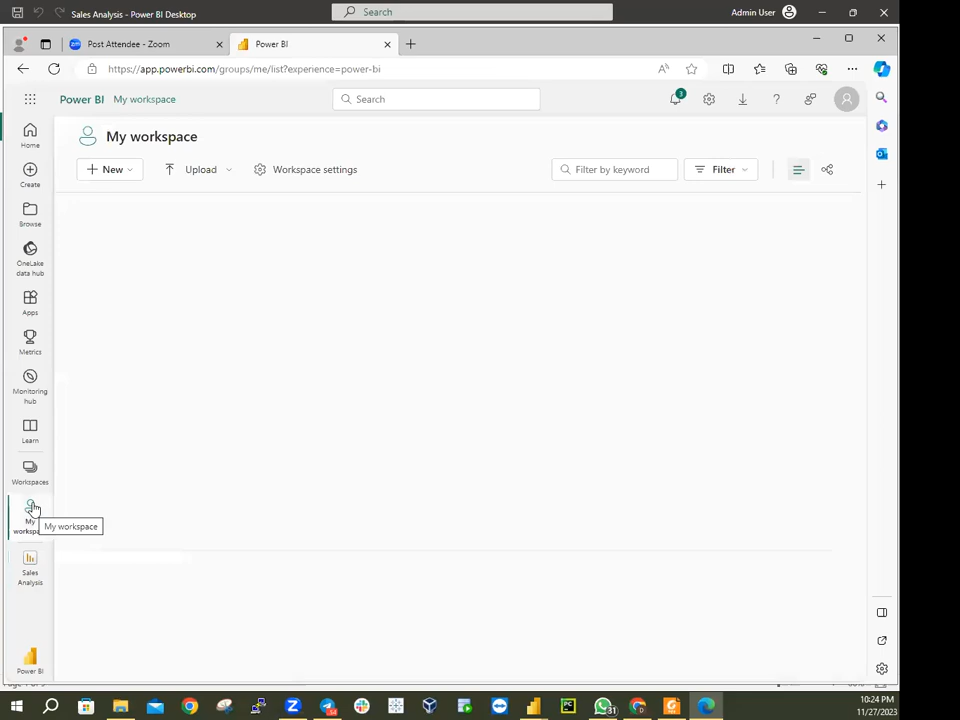 Sales Analysis - Power BI Desktop
Search
Admin User
Post Attendee - Zoom
Power BI
https://app.powerbi.com/groups/me/list?experience=power-bi
Power BI My workspace
Search
3
Home
Create
Browse
OneLake
data hub
Apps
Metrics
Monitoring
hub
Learn
Workspaces
My
workspa
Sales
Analysis
Power BI
My workspace
New
Upload
Workspace settings
Filter by keyword
Filter
My workspace
31
10:24 PM
11/27/2023